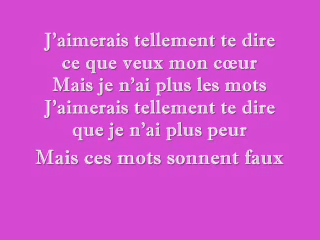 J'aimerais tellement te dire
ce que veux mon cœur
Mais je n'ai plus les mots
J'aimerais tellement te dire
que je n'ai plus peur
Mais ces mots sonnent faux